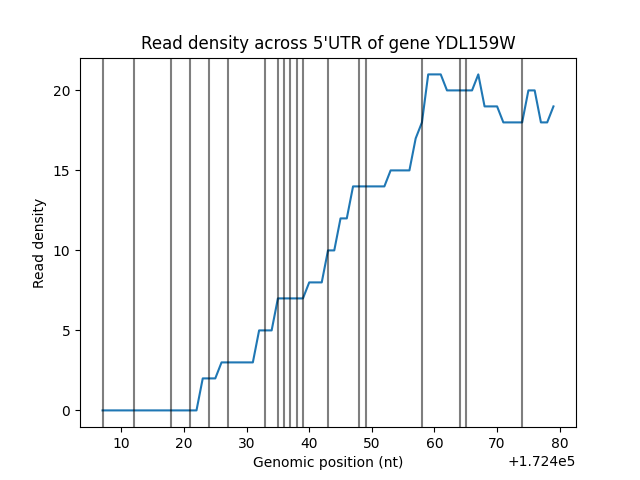 Read density across 5'UTR of gene YDL159W
Read density
20
15
10
5
0
10 20 30 40 50 60 70 80
Genomic position (nt)
+1.724e5